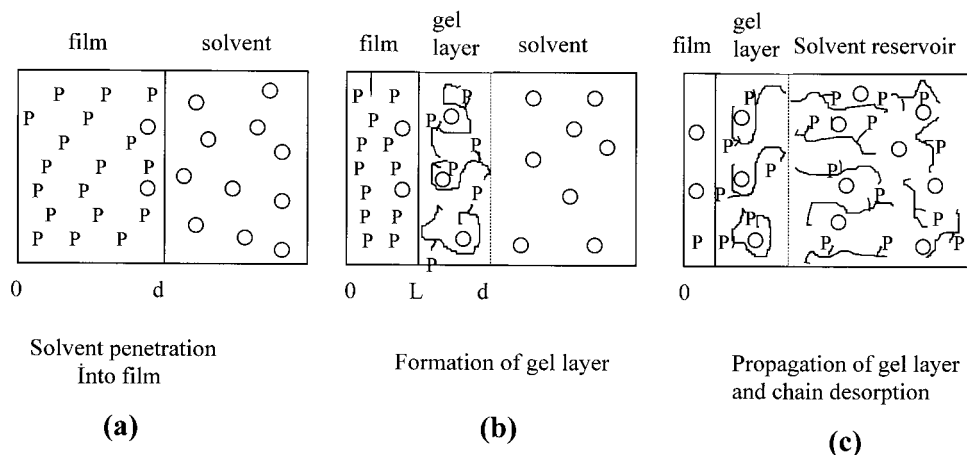 film
solvent
P P P
P P
P P
P P P P
P P P
P P P
P P P
0 d
Solvent penetration
İnto film
(a)
film
gel
layer
solvent
P P P
P P
P P P
P P P
P P
P P
P P
P
0 L d
Formation of gel layer
(b)
film
gel
layer
Solvent reservoir
P P P
P P
P
P P
P P
P P P P P
0
Propagation of gel layer
and chain desorption
(c)